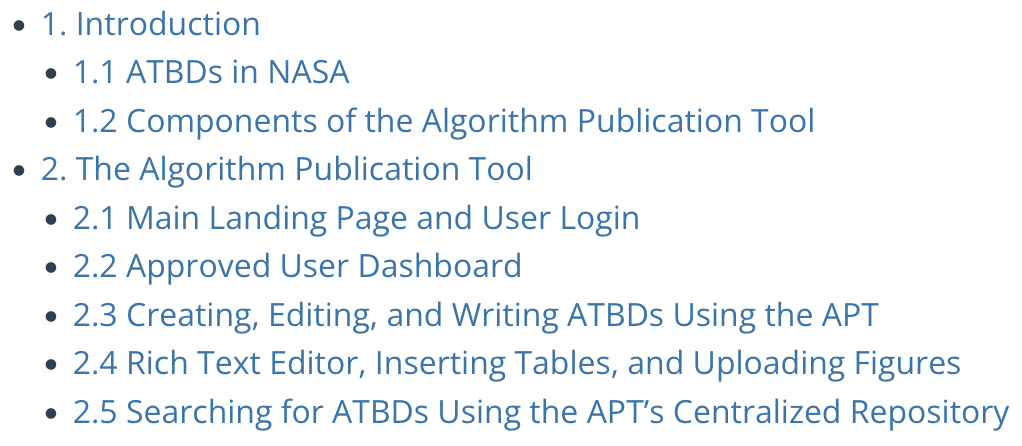 • 1. Introduction
• 1.1 ATBDs in NASA
• 1.2 Components of the Algorithm Publication Tool
• 2. The Algorithm Publication Tool
• 2.1 Main Landing Page and User Login
• 2.2 Approved User Dashboard
• 2.3 Creating, Editing, and Writing ATBDs Using the APT
• 2.4 Rich Text Editor, Inserting Tables, and Uploading Figures
• 2.5 Searching for ATBDs Using the APT’s Centralized Repository